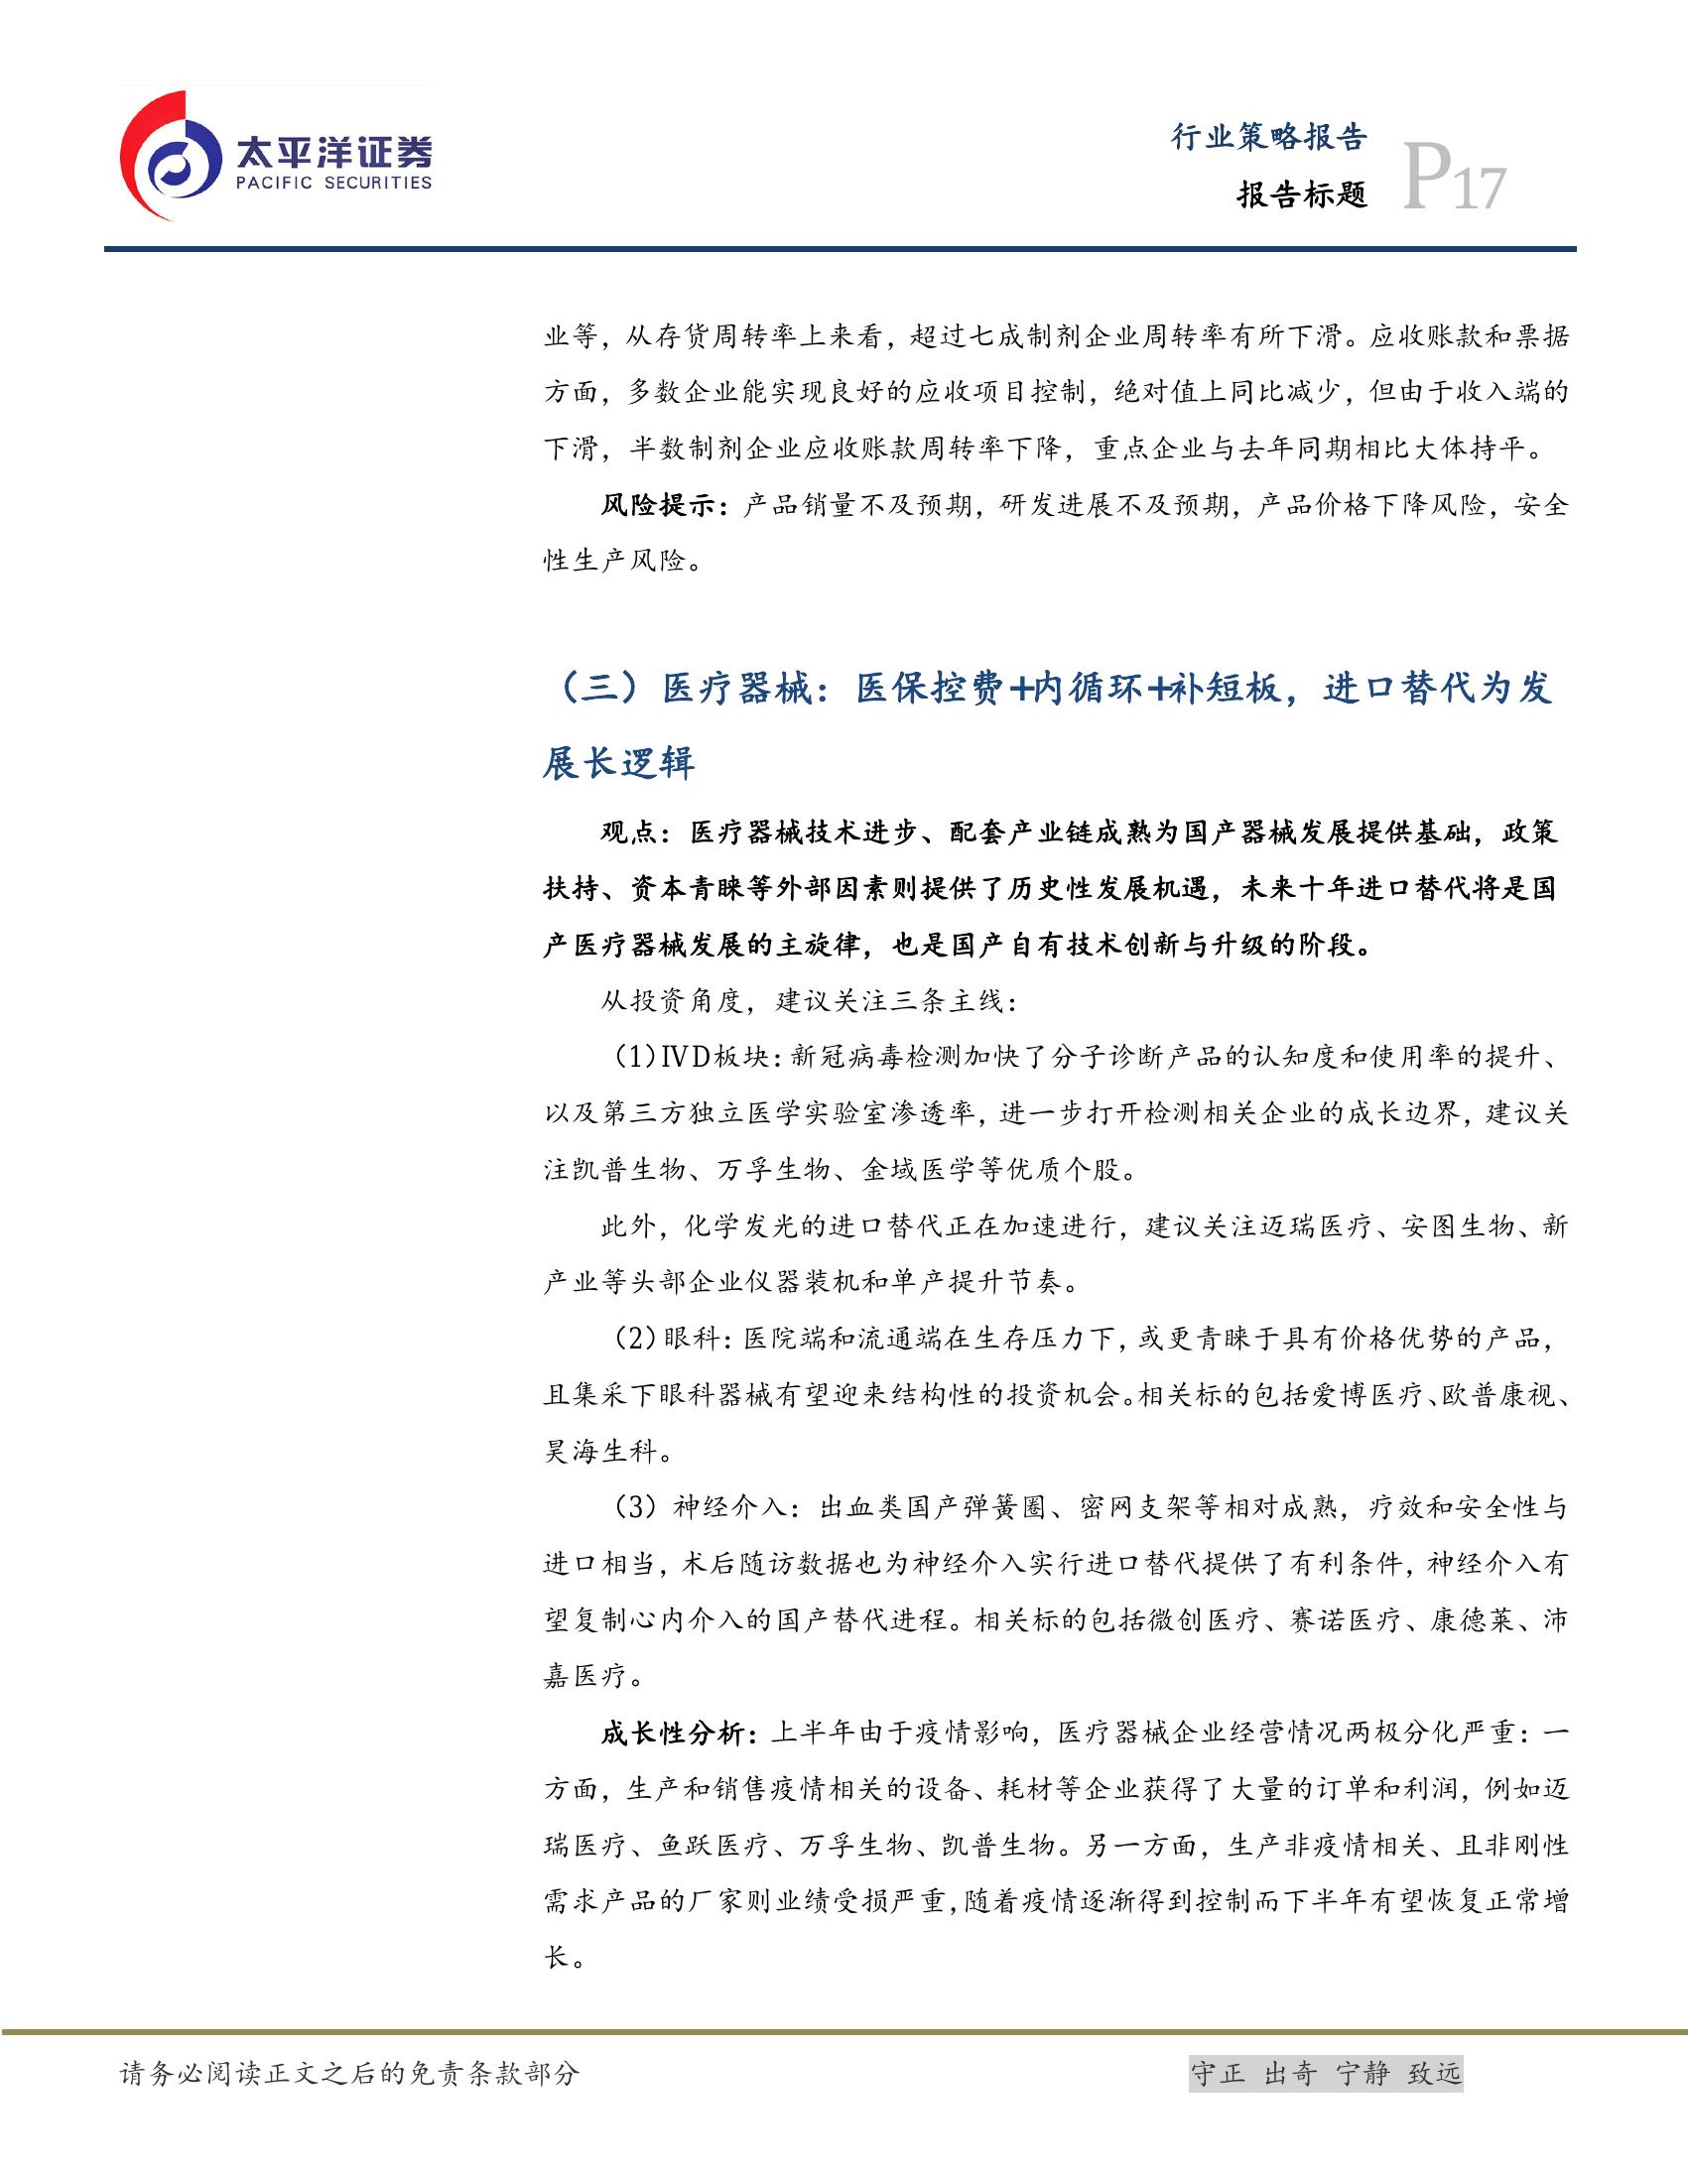 太平洋证券
PACIFIC SECURITIES
行业策略报告
报告标题
P17
业等，从存货周转率上来看，超过七成制剂企业周转率有所下滑。应收账款和票据
方面，多数企业能实现良好的应收项目控制，绝对值上同比减少，但由于收入端的
下滑，半数制剂企业应收账款周转率下降，重点企业与去年同期相比大体持平。
风险提示：产品销量不及预期，研发进展不及预期，产品价格下降风险，安全
性生产风险。
（三）医疗器械：医保控费+内循环+补短板，进口替代为发
展长逻辑
观点：医疗器械技术进步、配套产业链成熟为国产器械发展提供基础，政策
扶持、资本青睐等外部因素则提供了历史性发展机遇，未来十年进口替代将是国
产医疗器械发展的主旋律，也是国产自有技术创新与升级的阶段。
从投资角度，建议关注三条主线：
（1）IVD板块：新冠病毒检测加快了分子诊断产品的认知度和使用率的提升、
以及第三方独立医学实验室渗透率，进一步打开检测相关企业的成长边界，建议关
注凯普生物、万孚生物、金域医学等优质个股。
此外，化学发光的进口替代正在加速进行，建议关注迈瑞医疗、安图生物、新
产业等头部企业仪器装机和单产提升节奏。
（2）眼科：医院端和流通端在生存压力下，或更青睐于具有价格优势的产品，
且集采下眼科器械有望迎来结构性的投资机会。相关标的包括爱博医疗、欧普康视、
昊海生科。
（3）神经介入：出血类国产弹簧圈、密网支架等相对成熟，疗效和安全性与
进口相当，术后随访数据也为神经介入实行进口替代提供了有利条件，神经介入有
望复制心内介入的国产替代进程。相关标的包括微创医疗、赛诺医疗、康德莱、沛
嘉医疗。
成长性分析：上半年由于疫情影响，医疗器械企业经营情况两极分化严重：一
方面，生产和销售疫情相关的设备、耗材等企业获得了大量的订单和利润，例如迈
瑞医疗、鱼跃医疗、万孚生物、凯普生物。另一方面，生产非疫情相关、且非刚性
需求产品的厂家则业绩受损严重，随着疫情逐渐得到控制而下半年有望恢复正常增
长。
请务必阅读正文之后的免责条款部分
守正 出奇 宁静 致远